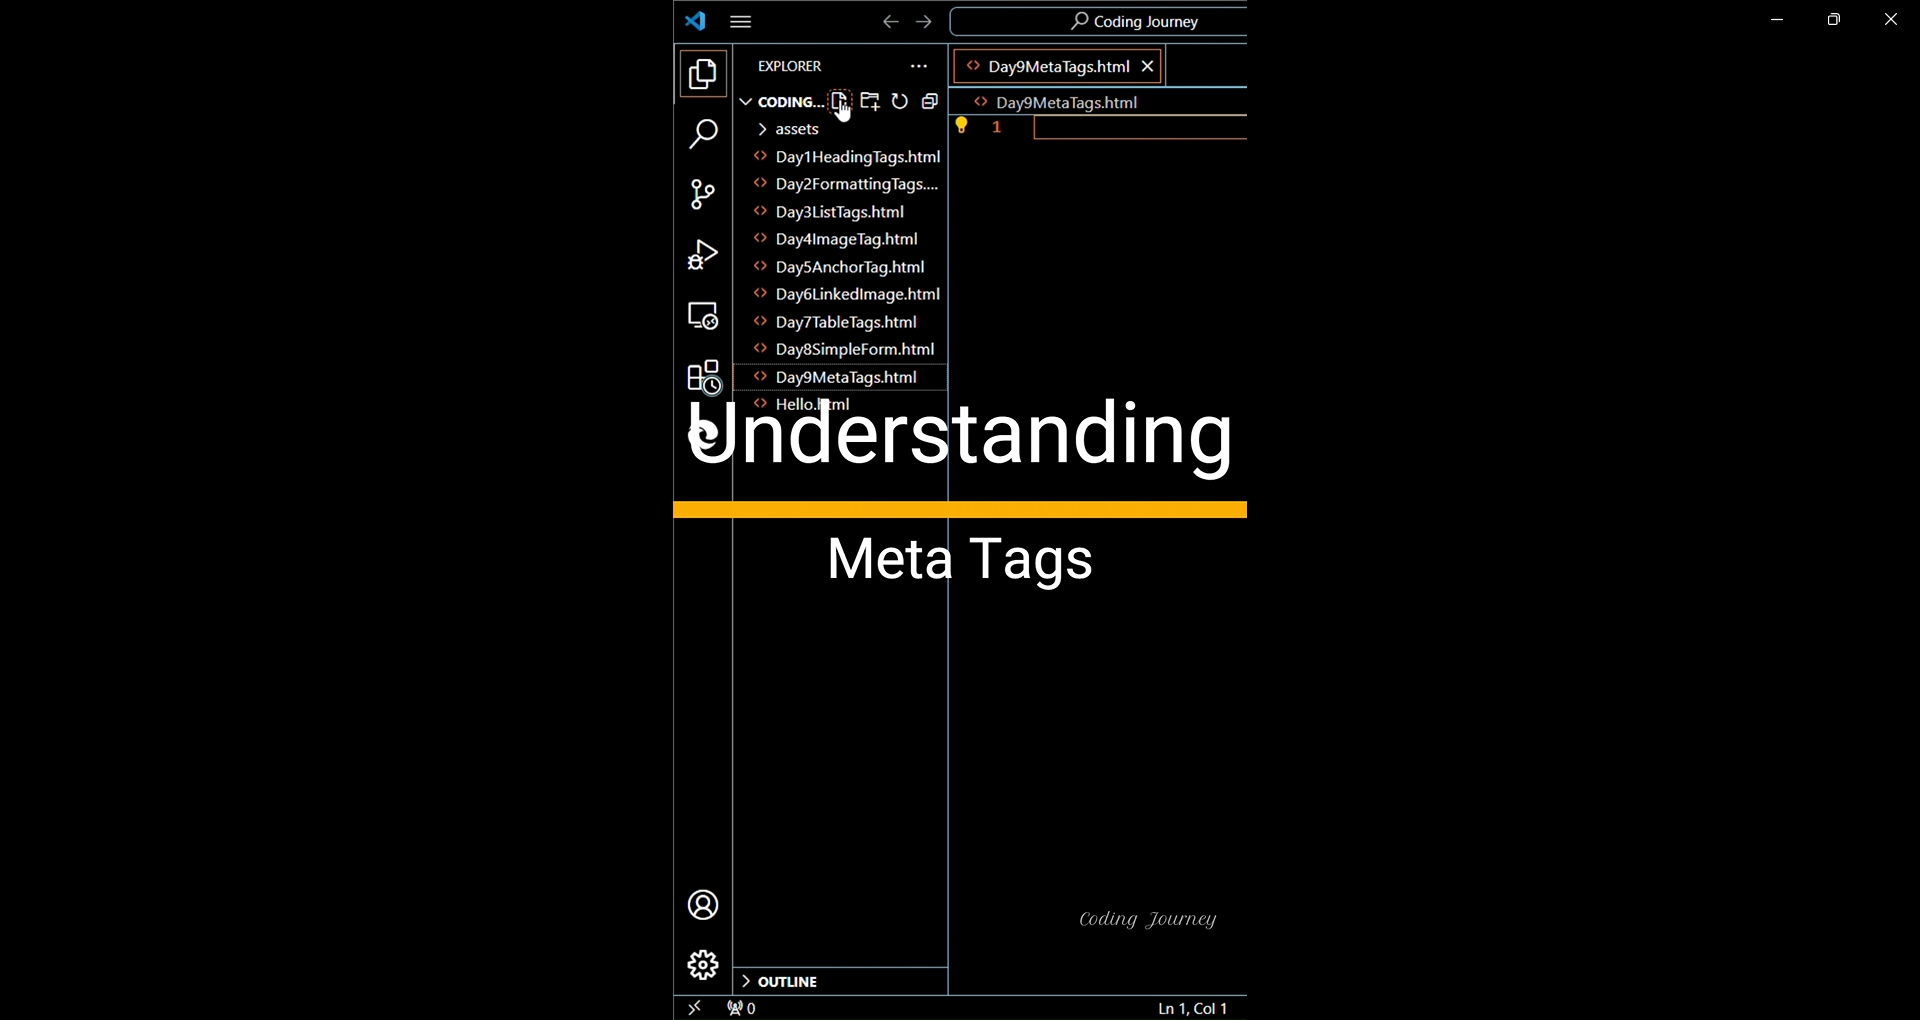 Coding Journey
EXPLORER
Day9MetaTags.html
CODING...
Day9MetaTags.html
1
assets
Day1HeadingTags.html
Day2FormattingTags....
Day3ListTags.html
Day4ImageTag.html
Day5AnchorTag.html
Day6LinkedImage.html
Day7TableTags.html
Day8SimpleForm.html
Day9MetaTags.html
Hello.html
Understanding
Meta Tags
Coding Journey
OUTLINE
0
Ln 1, Col 1